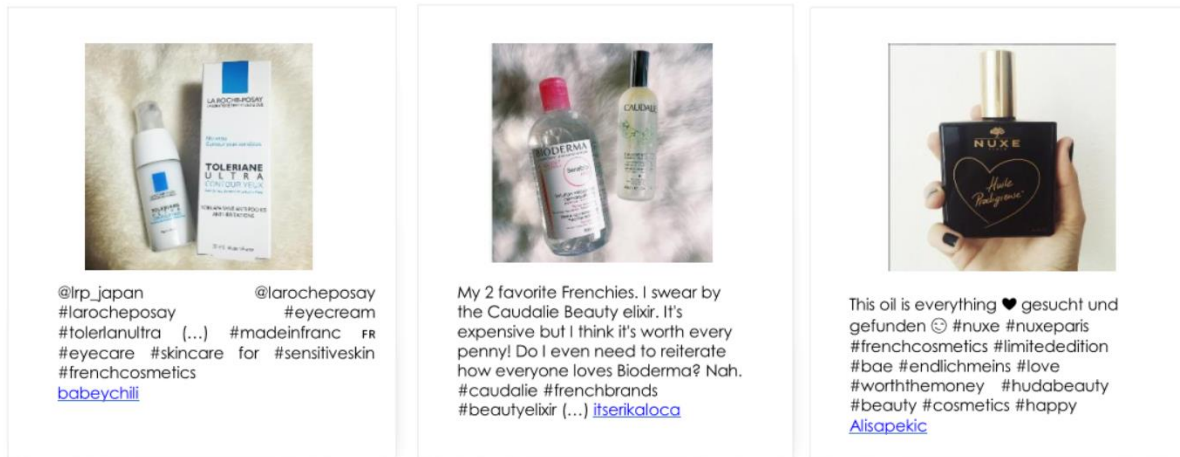 LA ROCHE-POSAY
TOLERIANE
ULTRA
CONTOUR YEUX
@lrp_japan @larocheposay
#larocheposay #eyecream
#tolerlanultra (...) #madeinfranc FR
#eyecare #skincare for #sensitiveskin
#frenchcosmetics
babeychili
BIODERMA
CAUDALIE
My 2 favorite Frenchies. I swear by
the Caudalie Beauty elixir. It's
expensive but I think it's worth every
penny! Do I even need to reiterate
how everyone loves Bioderma? Nah.
#caudalie #frenchbrands
#beautyelixir (...) itserikaloca
NUXE
Huile
Prodigieuse
This oil is everything 🖤 gesucht und
gefunden 😏 #nuxe #nuxeparis
#frenchcosmetics #limitededition
#bae #endlichmeins #love
#worththemoney #hudabeauty
#beauty #cosmetics #happy
Alisapekic